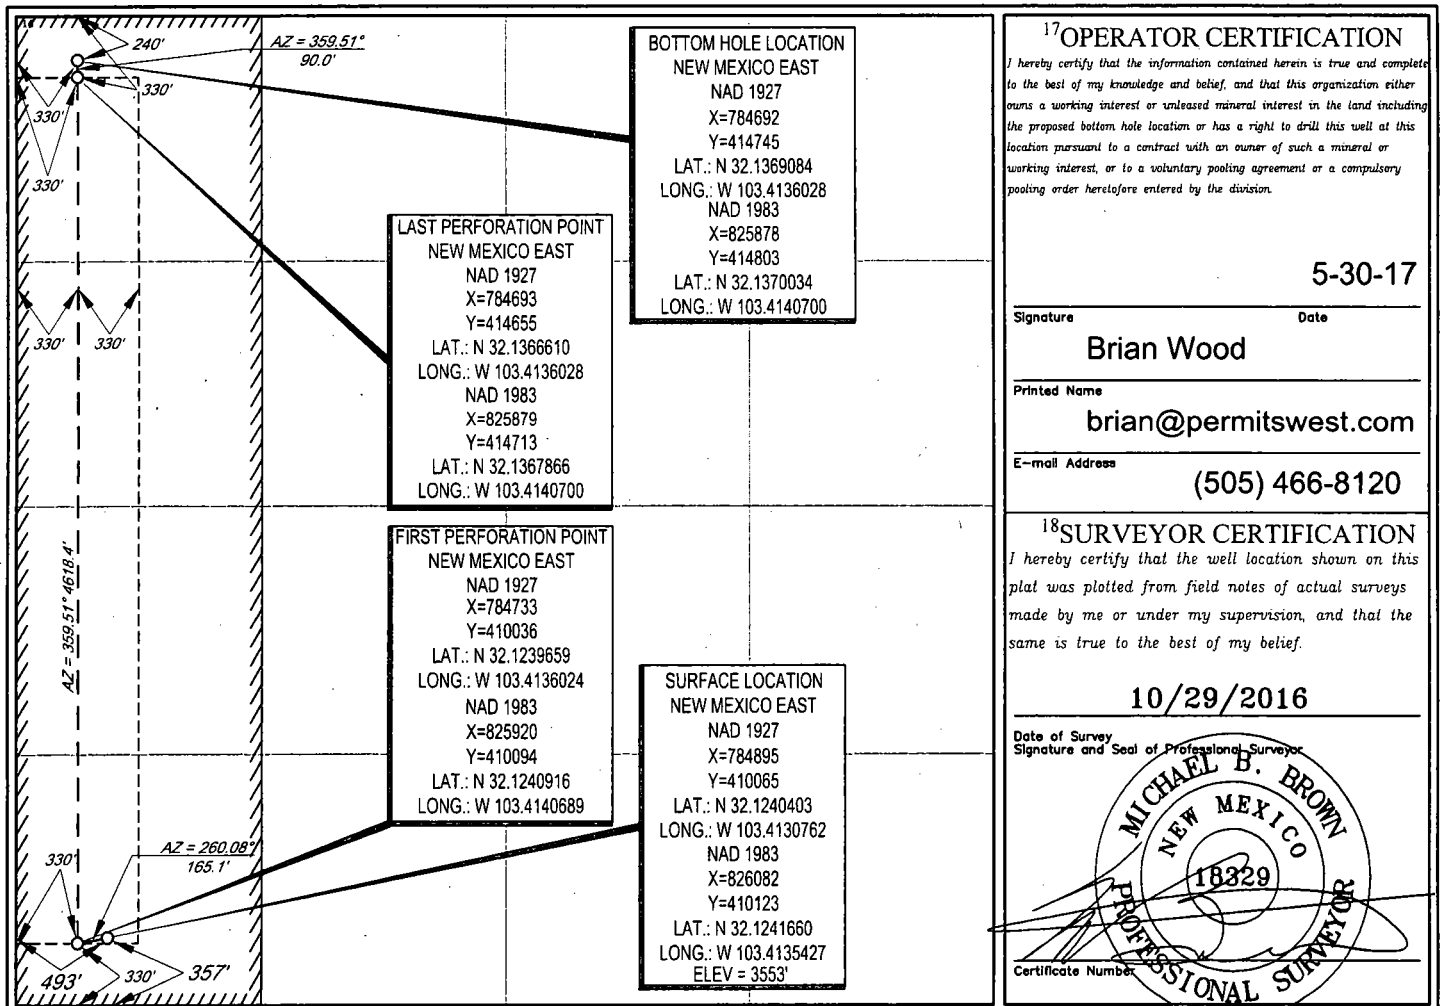 240'
AZ = 359.51°
90.0'
330'
330'
330'
330'
330'
AZ = 359.51° 4618.4'
330'
AZ = 260.08°
165.1'
493'
330'
357'
BOTTOM HOLE LOCATION
NEW MEXICO EAST
NAD 1927
X=784692
Y=414745
LAT.: N 32.1369084
LONG.: W 103.4136028
NAD 1983
X=825878
Y=414803
LAT.: N 32.1370034
LONG.: W 103.4140700
LAST PERFORATION POINT
NEW MEXICO EAST
NAD 1927
X=784693
Y=414655
LAT.: N 32.1366610
LONG.: W 103.4136028
NAD 1983
X=825879
Y=414713
LAT.: N 32.1367866
LONG.: W 103.4140700
FIRST PERFORATION POINT
NEW MEXICO EAST
NAD 1927
X=784733
Y=410036
LAT.: N 32.1239659
LONG.: W 103.4136024
NAD 1983
X=825920
Y=410094
LAT.: N 32.1240916
LONG.: W 103.4140689
SURFACE LOCATION
NEW MEXICO EAST
NAD 1927
X=784895
Y=410065
LAT.: N 32.1240403
LONG.: W 103.4130762
NAD 1983
X=826082
Y=410123
LAT.: N 32.1241660
LONG.: W 103.4135427
ELEV = 3553'
17OPERATOR CERTIFICATION
I hereby certify that the information contained herein is true and complete
to the best of my knowledge and belief, and that this organization either
owns a working interest or unleased mineral interest in the land including
the proposed bottom hole location or has a right to drill this well at this
location pursuant to a contract with an owner of such a mineral or
working interest, or to a voluntary pooling agreement or a compulsory
pooling order heretofore entered by the division.
5-30-17
Signature Date
Brian Wood
Printed Name
brian@permitswest.com
E-mail Address
(505) 466-8120
18SURVEYOR CERTIFICATION
I hereby certify that the well location shown on this
plat was plotted from field notes of actual surveys
made by me or under my supervision, and that the
same is true to the best of my belief.
10/29/2016
Date of Survey
Signature and Seal of Professional Surveyor
MICHAEL B. BROWN
NEW MEXICO
18329
PROFESSIONAL SURVEYOR
Certificate Number